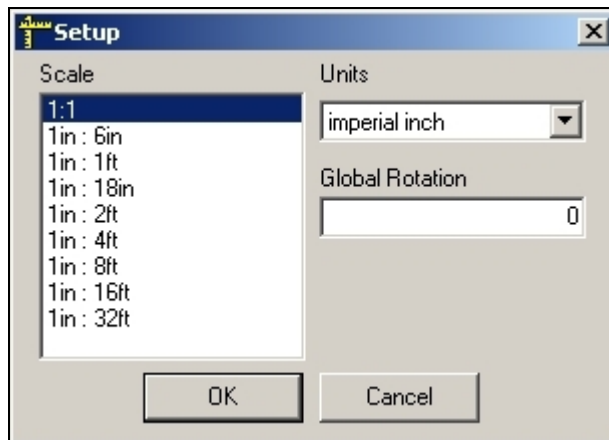 Setup
Scale
1:1
1in : 6in
1in : 1ft
1in : 18in
1in : 2ft
1in : 4ft
1in : 8ft
1in : 16ft
1in : 32ft
Units
imperial inch
Global Rotation
0
OK
Cancel